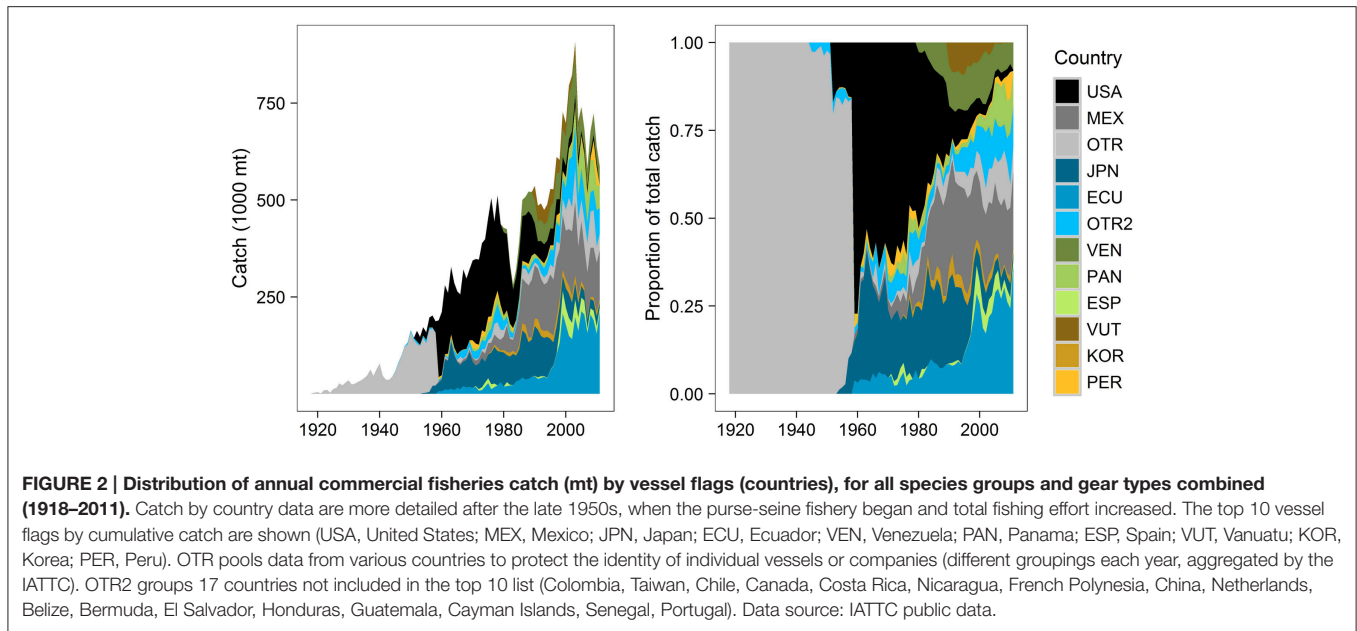 Catch (1000 mt)
750
500
250
1920 1940 1960 1980 2000
Proportion of total catch
1.00
0.75
0.50
0.25
0.00
1920 1940 1960 1980 2000
Country
USA
MEX
OTR
JPN
ECU
OTR2
VEN
PAN
ESP
VUT
KOR
PER
FIGURE 2 | Distribution of annual commercial fisheries catch (mt) by vessel flags (countries), for all species groups and gear types combined
(1918–2011). Catch by country data are more detailed after the late 1950s, when the purse-seine fishery began and total fishing effort increased. The top 10 vessel
flags by cumulative catch are shown (USA, United States; MEX, Mexico; JPN, Japan; ECU, Ecuador; VEN, Venezuela; PAN, Panama; ESP, Spain; VUT, Vanuatu; KOR,
Korea; PER, Peru). OTR pools data from various countries to protect the identity of individual vessels or companies (different groupings each year, aggregated by the
IATTC). OTR2 groups 17 countries not included in the top 10 list (Colombia, Taiwan, Chile, Canada, Costa Rica, Nicaragua, French Polynesia, China, Netherlands,
Belize, Bermuda, El Salvador, Honduras, Guatemala, Cayman Islands, Senegal, Portugal). Data source: IATTC public data.